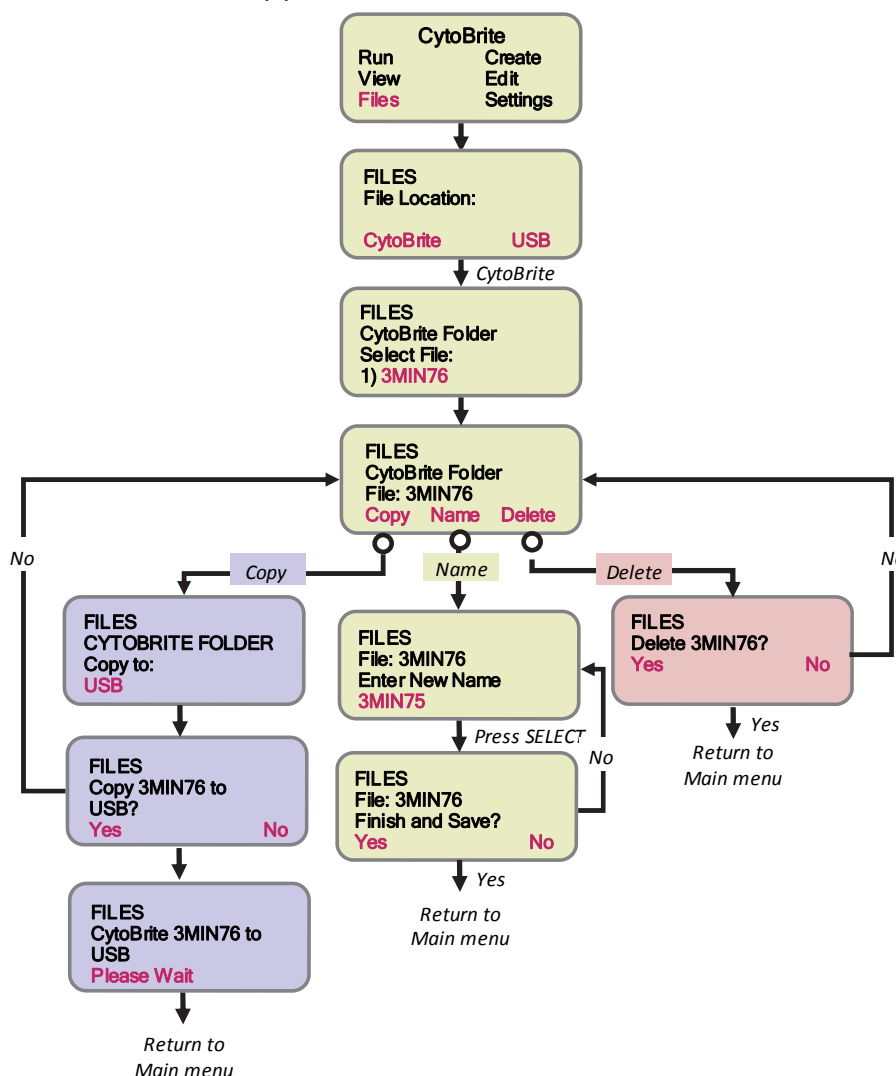 CytoBrite
Run Create
View Edit
Files Settings
FILES
File Location:
CytoBrite USB
CytoBrite
FILES
CytoBrite Folder
Select File:
1) 3MIN76
FILES
CytoBrite Folder
File: 3MIN76
Copy Name Delete
No
Copy
Name
Delete
FILES
CYTOBRITE FOLDER
Copy to:
USB
FILES
Copy 3MIN76 to
USB?
Yes No
FILES
CytoBrite 3MIN76 to
USB
Please Wait
Return to
Main menu
FILES
File: 3MIN76
Enter New Name
3MIN75
Press SELECT
No
FILES
File: 3MIN76
Finish and Save?
Yes No
Yes
Return to
Main menu
FILES
Delete 3MIN76?
Yes No
Yes
Return to
Main menu